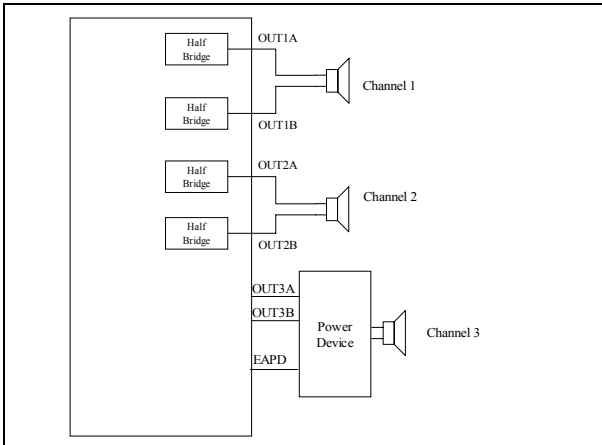 Half
Bridge
OUT1A
Channel 1
Half
Bridge
OUT1B
Half
Bridge
OUT2A
Channel 2
Half
Bridge
OUT2B
OUT3A
OUT3B
Power
Device
Channel 3
EAPD